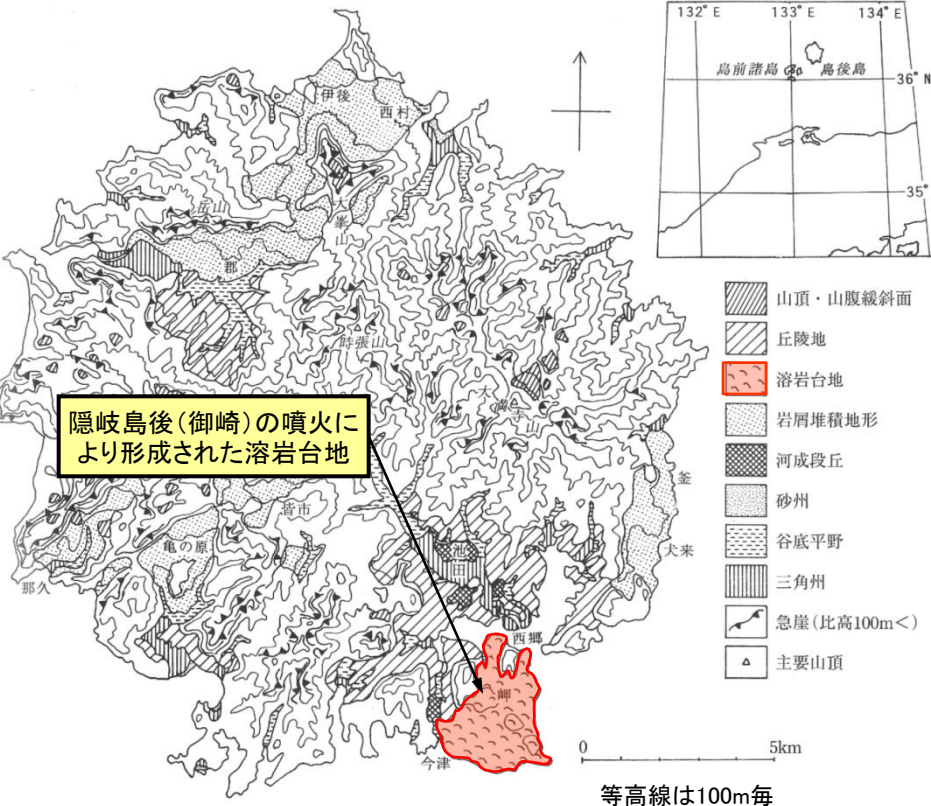 132°E
133°E
134°E
島前諸島
島後島
36°N
35°
伊後
西村
大峯山
岳山
郡
時張山
大満寺山
隠岐島後(御崎)の噴火に
より形成された溶岩台地
皆市
亀の原
那久
池田
釜
犬来
西郷
岬
今津
山頂・山腹緩斜面
丘陵地
溶岩台地
岩屑堆積地形
河成段丘
砂州
谷底平野
三角州
急崖(比高100m<)
主要山頂
0
5km
等高線は100m毎